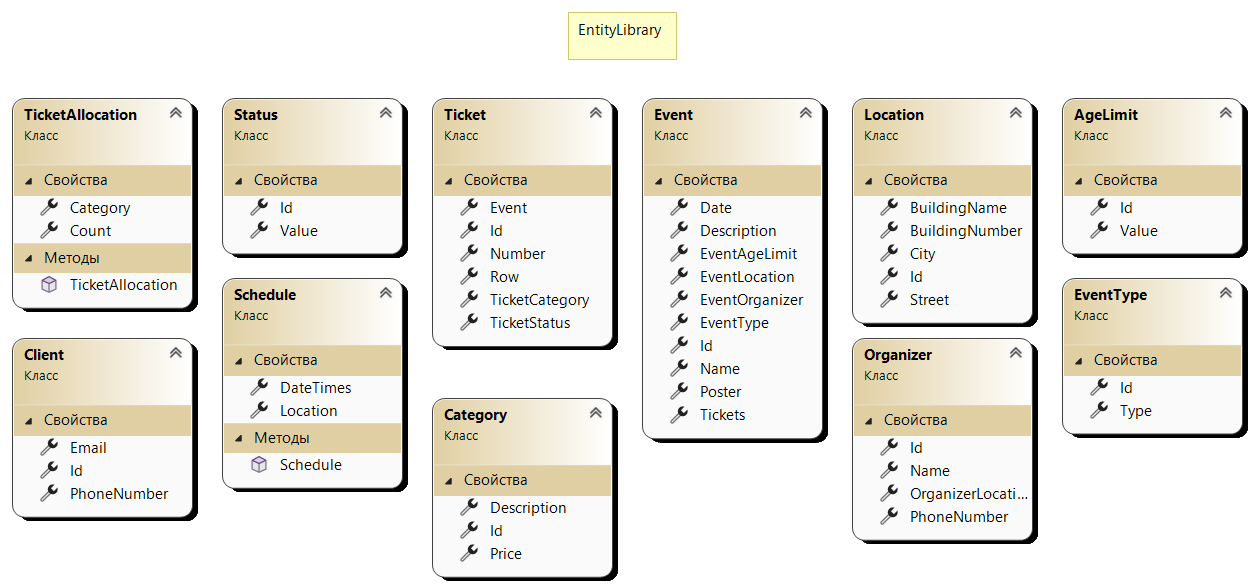 EntityLibrary
TicketAllocation
Класс
Свойства
Category
Count
Методы
TicketAllocation
Client
Класс
Свойства
Email
Id
PhoneNumber
Status
Класс
Свойства
Id
Value
Schedule
Класс
Свойства
DateTimes
Location
Методы
Schedule
Ticket
Класс
Свойства
Event
Id
Number
Row
TicketCategory
TicketStatus
Category
Класс
Свойства
Description
Id
Price
Event
Класс
Свойства
Date
Description
EventAgeLimit
EventLocation
EventOrganizer
EventType
Id
Name
Poster
Tickets
Location
Класс
Свойства
BuildingName
BuildingNumber
City
Id
Street
Organizer
Класс
Свойства
Id
Name
OrganizerLocati...
PhoneNumber
AgeLimit
Класс
Свойства
Id
Value
EventType
Класс
Свойства
Id
Type